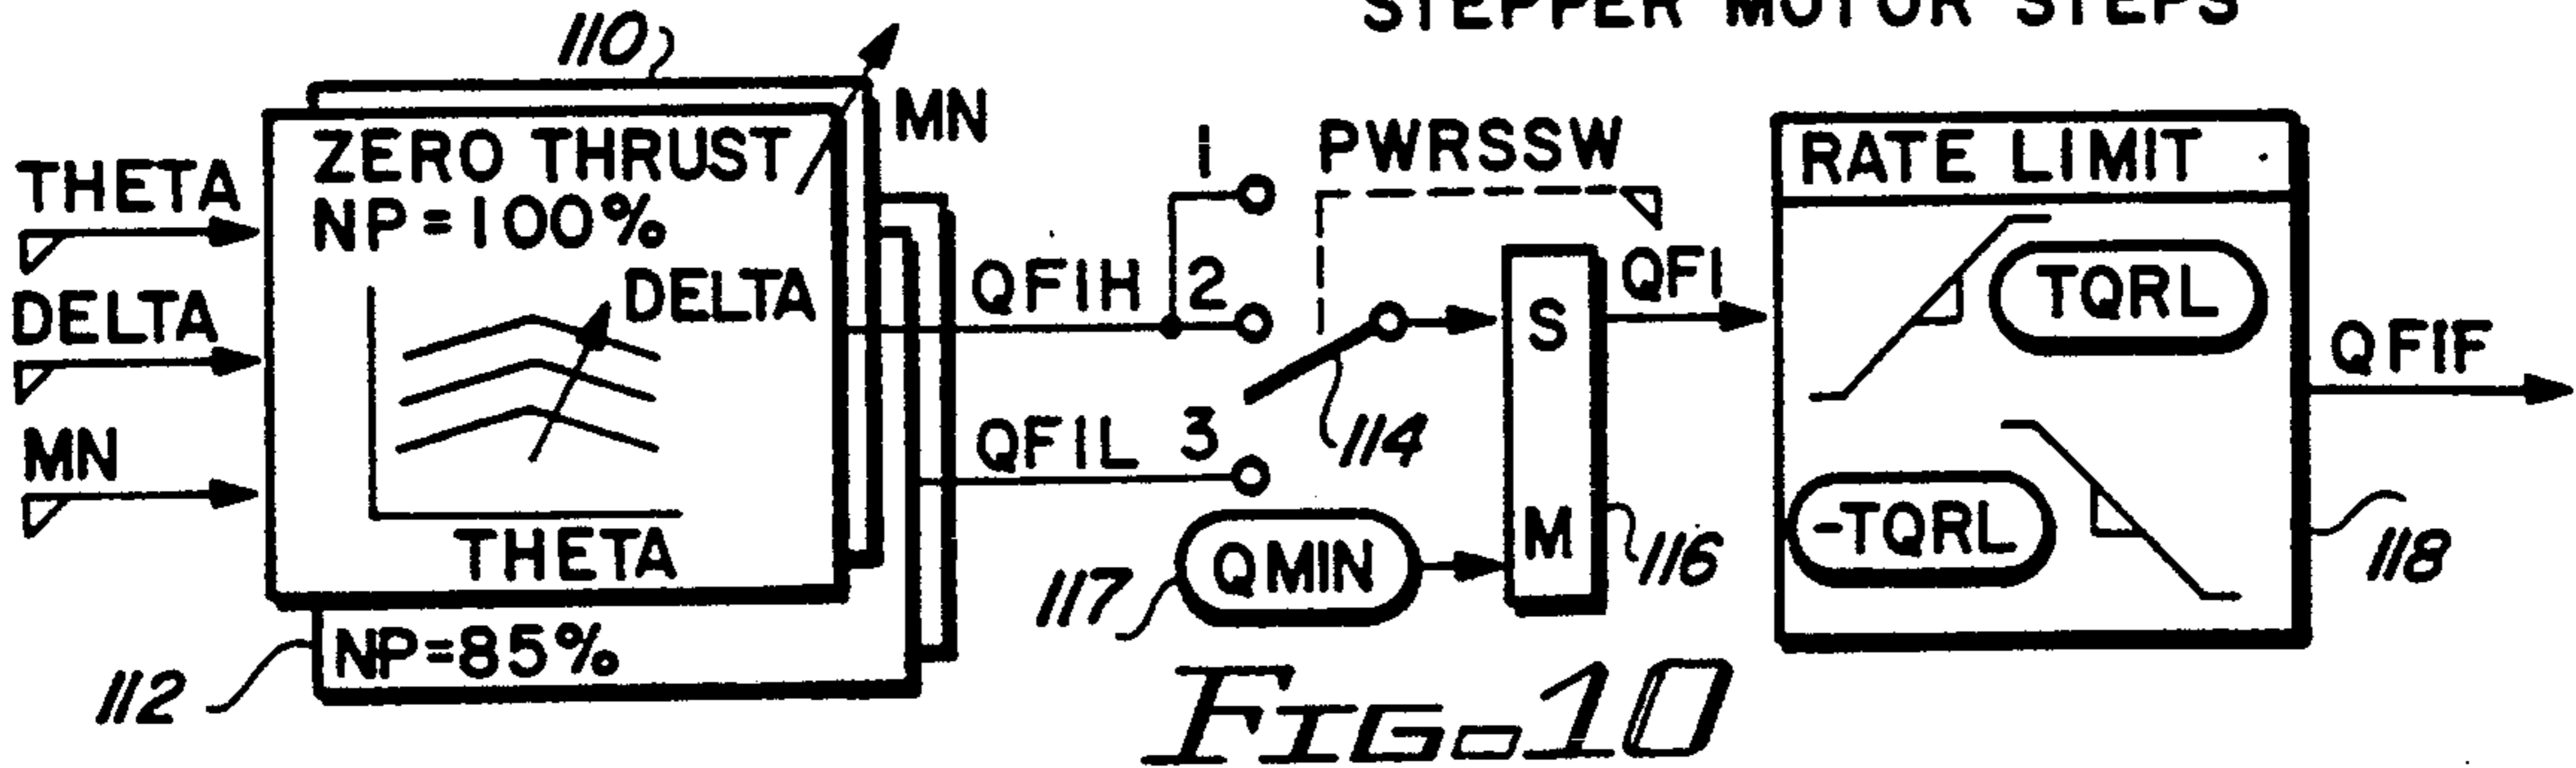 STEPPER MOTOR STEPS
110
MN
ZERO THRUST
NP=100%
DELTA
THETA
THETA
DELTA
MN
NP=85%
112
QFIH
QFIL
1
2
3
PWRSSW
114
QMIN
117
S
M
116
QFI
RATE LIMIT
TQRL
-TQRL
118
QFIF
FIG. 10